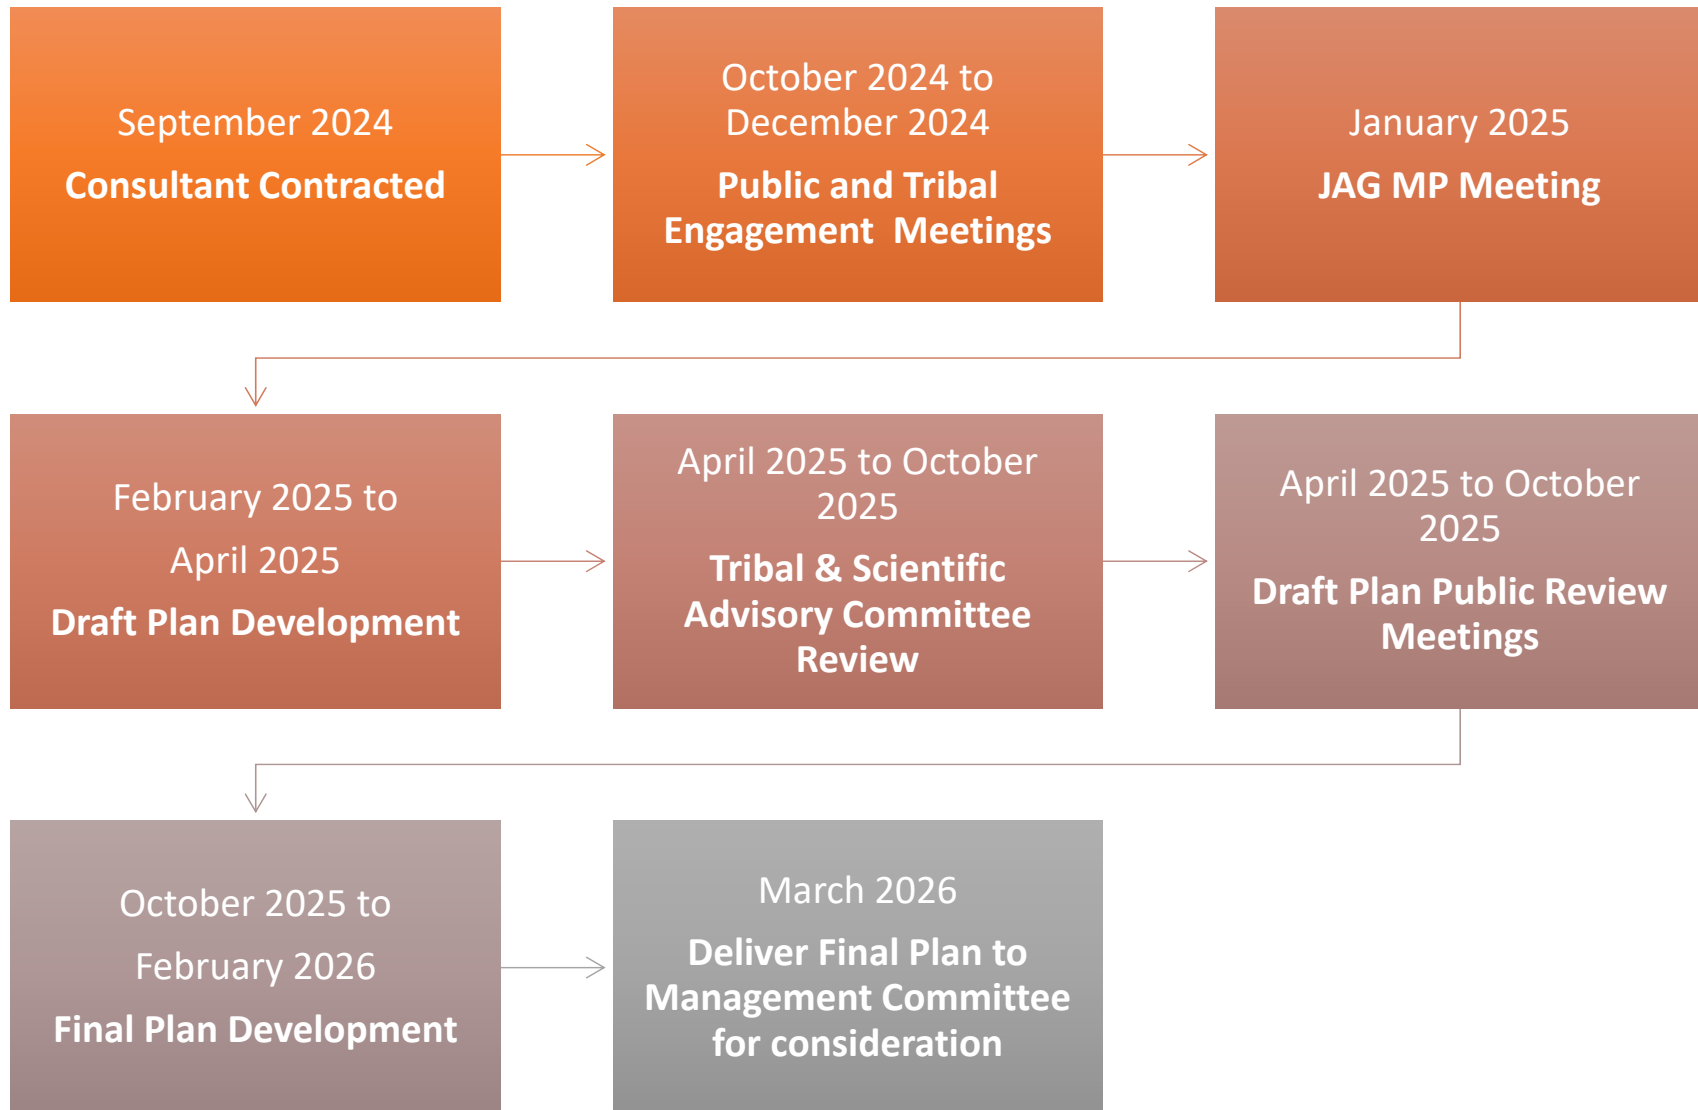 September 2024
Consultant Contracted
October 2024 to
December 2024
Public and Tribal
Engagement  Meetings
January 2025
JAG MP Meeting
February 2025 to
April 2025
Draft Plan Development
April 2025 to October
2025
Tribal & Scientific
Advisory Committee
Review
April 2025 to October
2025
Draft Plan Public Review
Meetings
October 2025 to
February 2026
Final Plan Development
March 2026
Deliver Final Plan to
Management Committee
for consideration